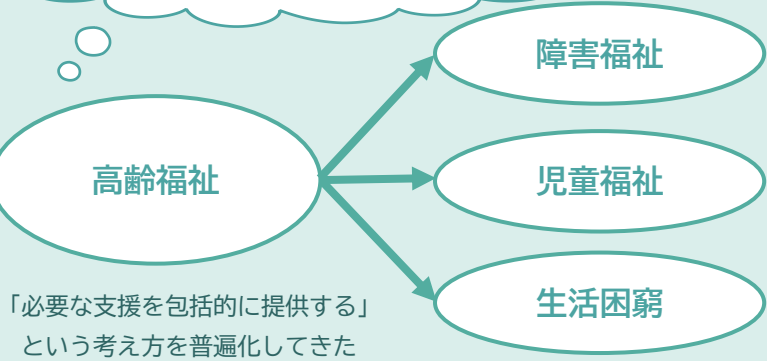 障害福祉
高齢福祉
児童福祉
生活困窮
「必要な支援を包括的に提供する」
という考え方を普遍化してきた